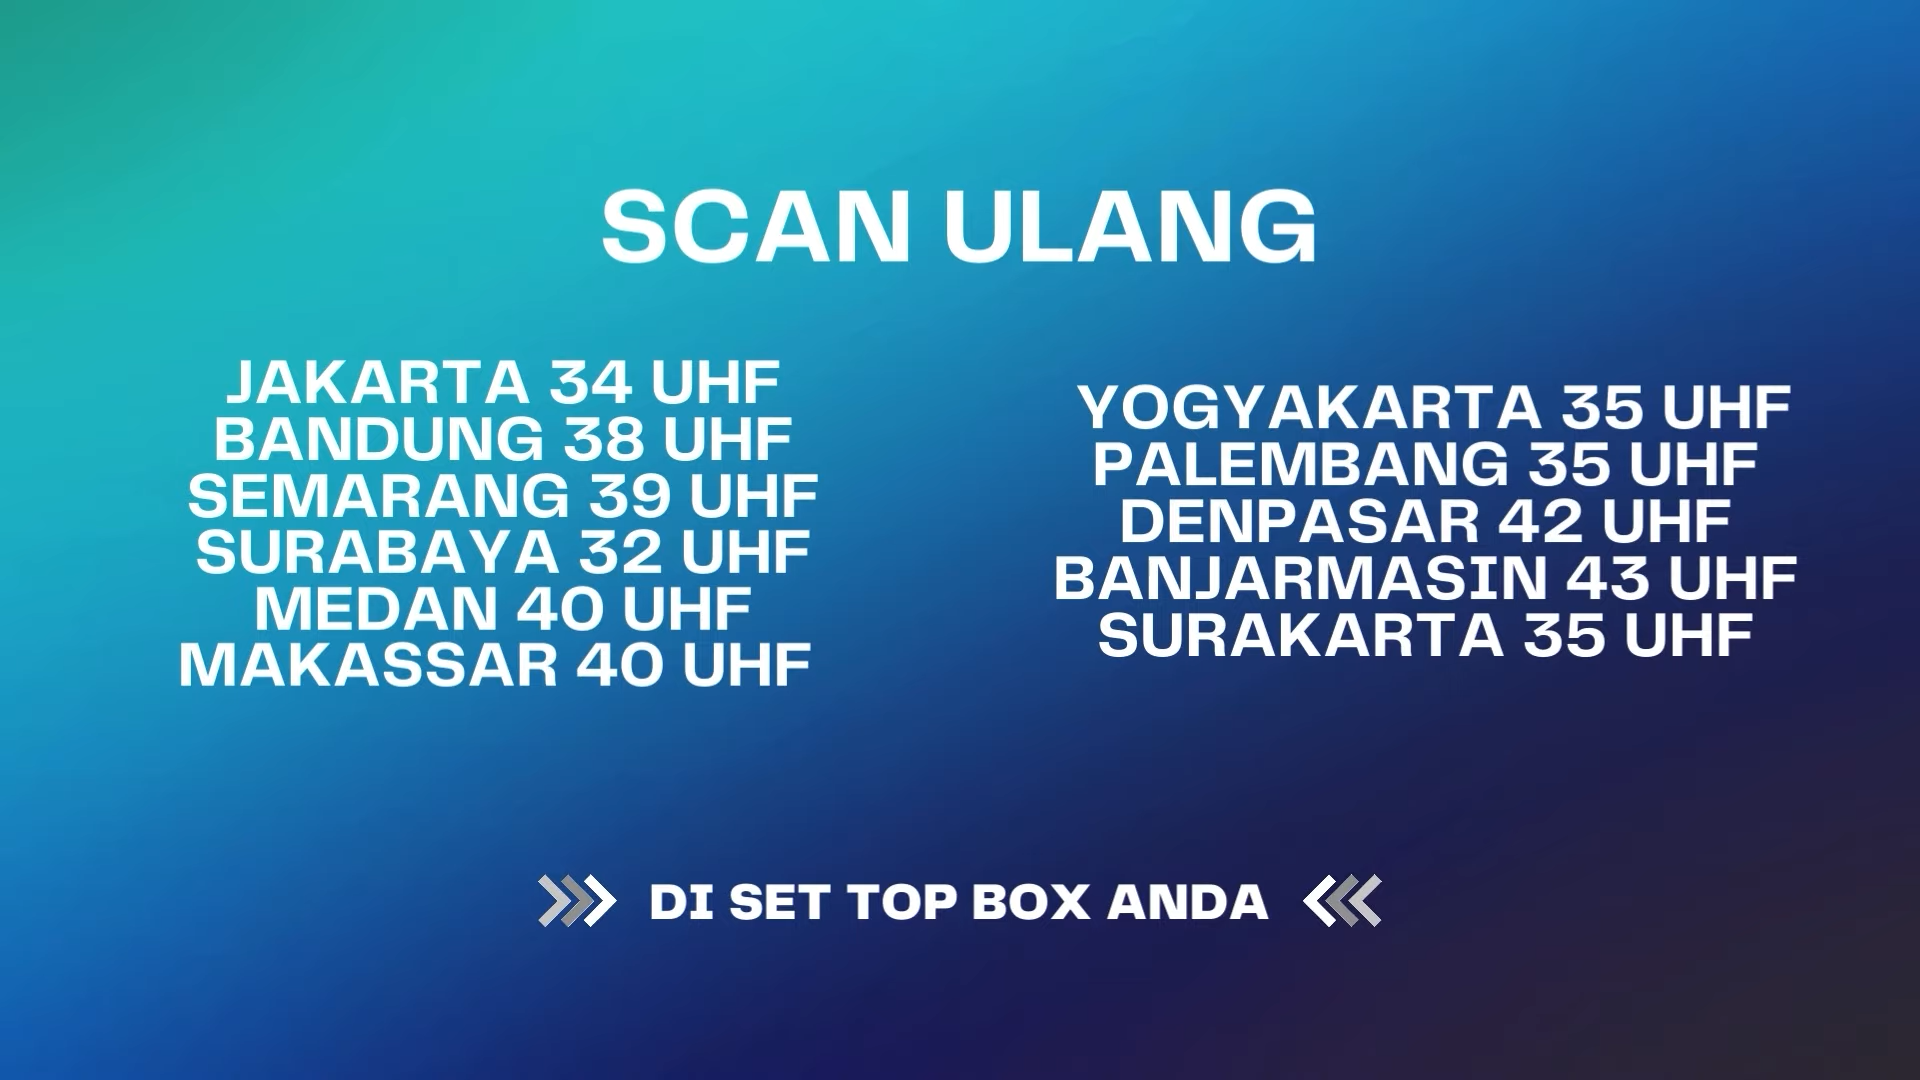 SCAN ULANG
JAKARTA 34 UHF
BANDUNG 38 UHF
SEMARANG 39 UHF
SURABAYA 32 UHF
MEDAN 40 UHF
MAKASSAR 40 UHF
YOGYAKARTA 35 UHF
PALEMBANG 35 UHF
DENPASAR 42 UHF
BANJARMASIN 43 UHF
SURAKARTA 35 UHF
DI SET TOP BOX ANDA